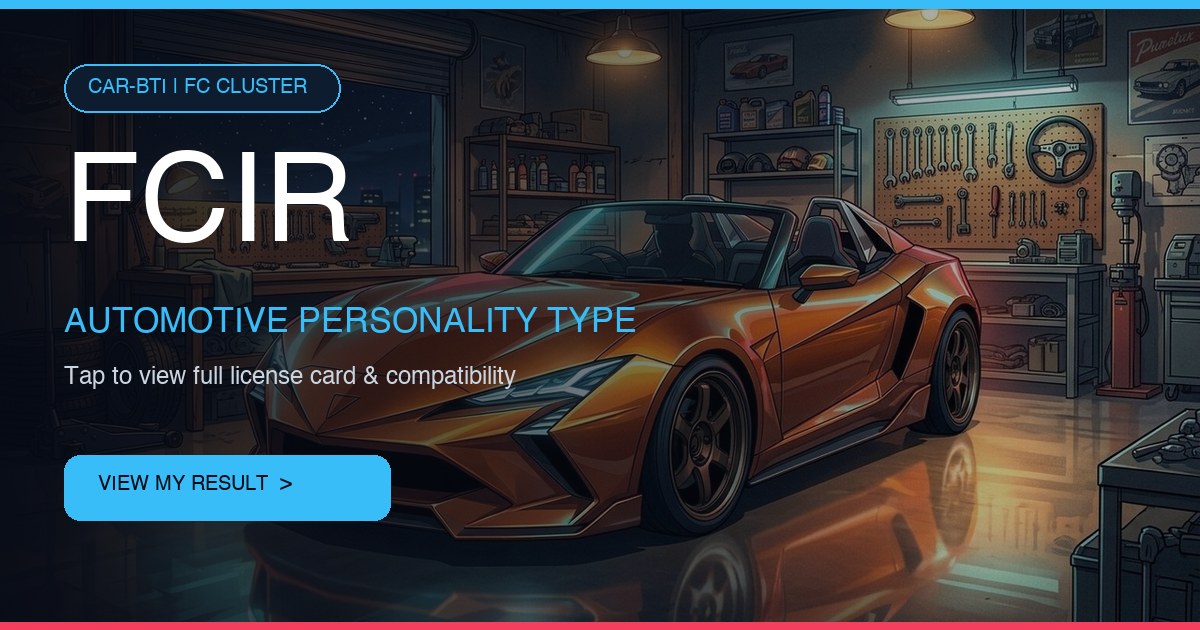 CAR-BTI | FC CLUSTER
FCIR
AUTOMOTIVE PERSONALITY TYPE
Tap to view full license card & compatibility
VIEW MY RESULT >